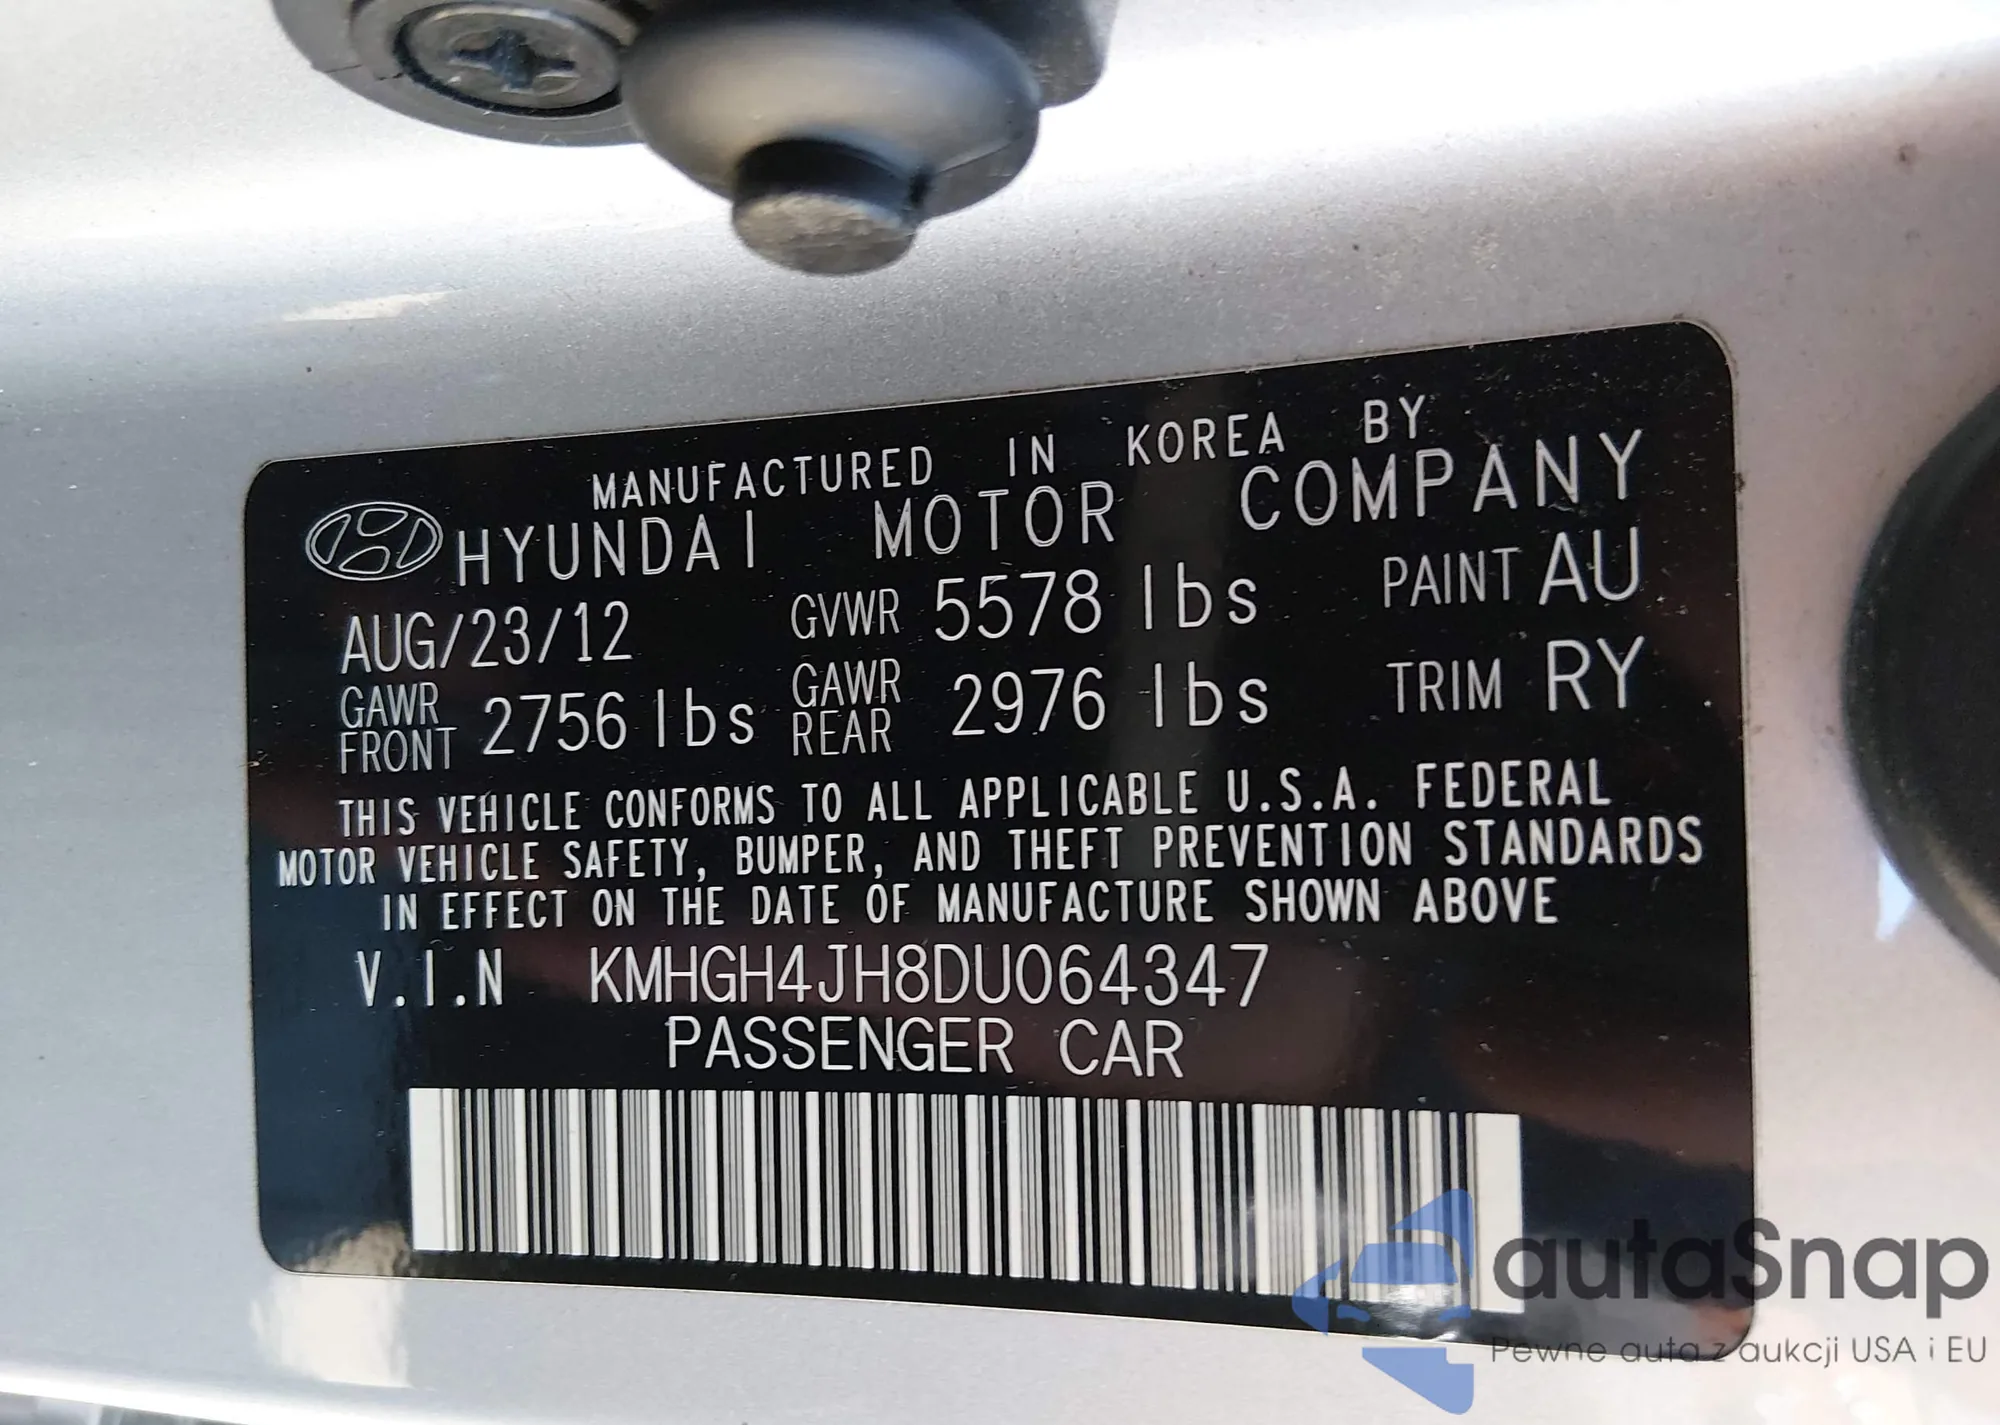 MANUFACTURED IN KOREA BY
HYUNDAI MOTOR COMPANY
AUG/23/12 GVWR 5578 lbs PAINT AU
GAWR FRONT 2756 lbs GAWR REAR 2976 lbs TRIM RY
THIS VEHICLE CONFORMS TO ALL APPLICABLE U.S.A. FEDERAL
MOTOR VEHICLE SAFETY, BUMPER, AND THEFT PREVENTION STANDARDS
IN EFFECT ON THE DATE OF MANUFACTURE SHOWN ABOVE
V.I.N KMHGH4JH8DU064347
PASSENGER CAR
autaSnap
Pewne auta z aukcji USA i EU